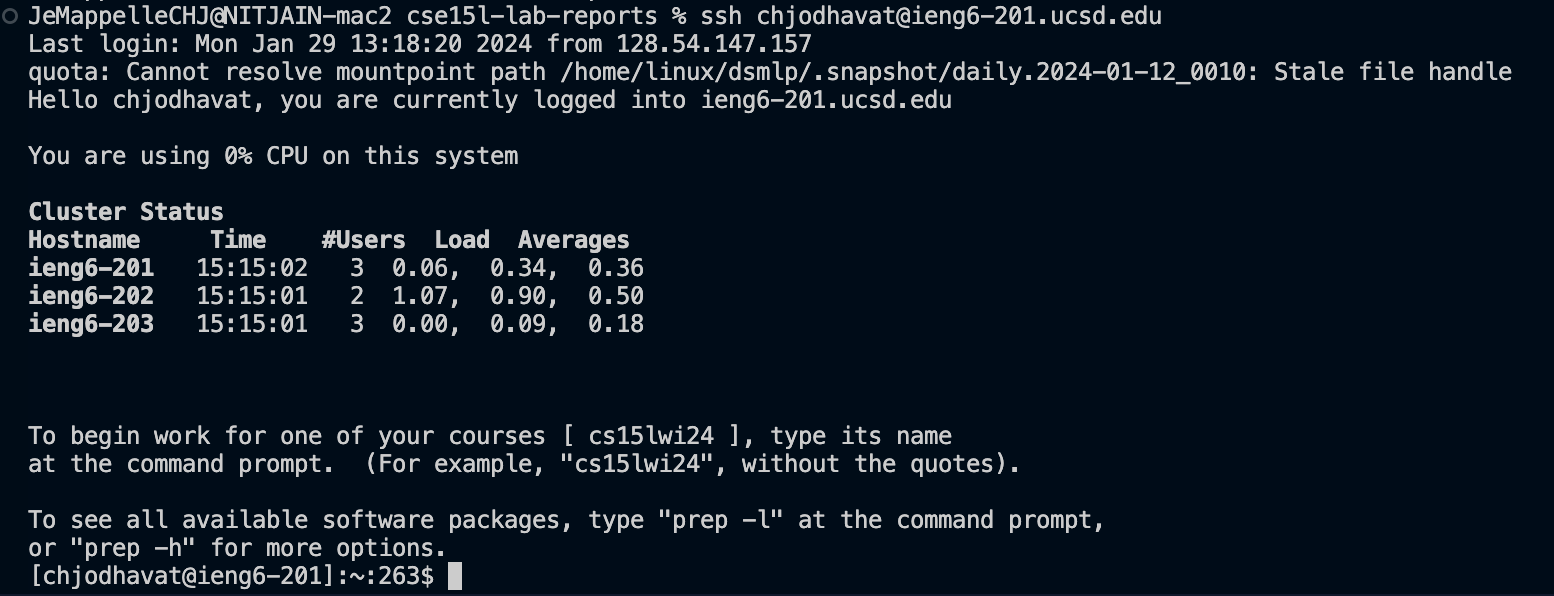 JeMappelleCHJ@NITJAIN-mac2 cse15l-lab-reports % ssh chjodhavat@ieng6-201.ucsd.edu
Last login: Mon Jan 29 13:18:20 2024 from 128.54.147.157
quota: Cannot resolve mountpoint path /home/linux/dsmlp/.snapshot/daily.2024-01-12_0010: Stale file handle
Hello chjodhavat, you are currently logged into ieng6-201.ucsd.edu
You are using 0% CPU on this system
Cluster Status
Hostname     Time    #Users  Load  Averages
ieng6-201   15:15:02   3  0.06,  0.34,  0.36
ieng6-202   15:15:01   2  1.07,  0.90,  0.50
ieng6-203   15:15:01   3  0.00,  0.09,  0.18
To begin work for one of your courses [ cs15lwi24 ], type its name
at the command prompt.  (For example, "cs15lwi24", without the quotes).
To see all available software packages, type "prep -l" at the command prompt,
or "prep -h" for more options.
[chjodhavat@ieng6-201]:~:263$